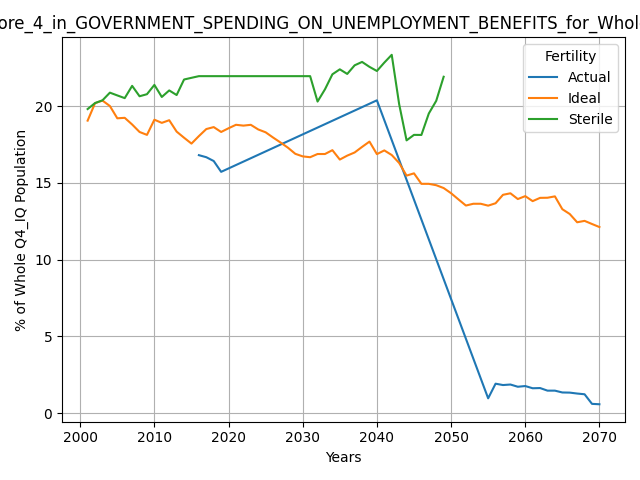 ore_4_in_GOVERNMENT_SPENDING_ON_UNEMPLOYMENT_BENEFITS_for_Whol
Fertility
Actual
Ideal
Sterile
% of Whole Q4_IQ Population
20
15
10
5
0
2000 2010 2020 2030 2040 2050 2060 2070
Years